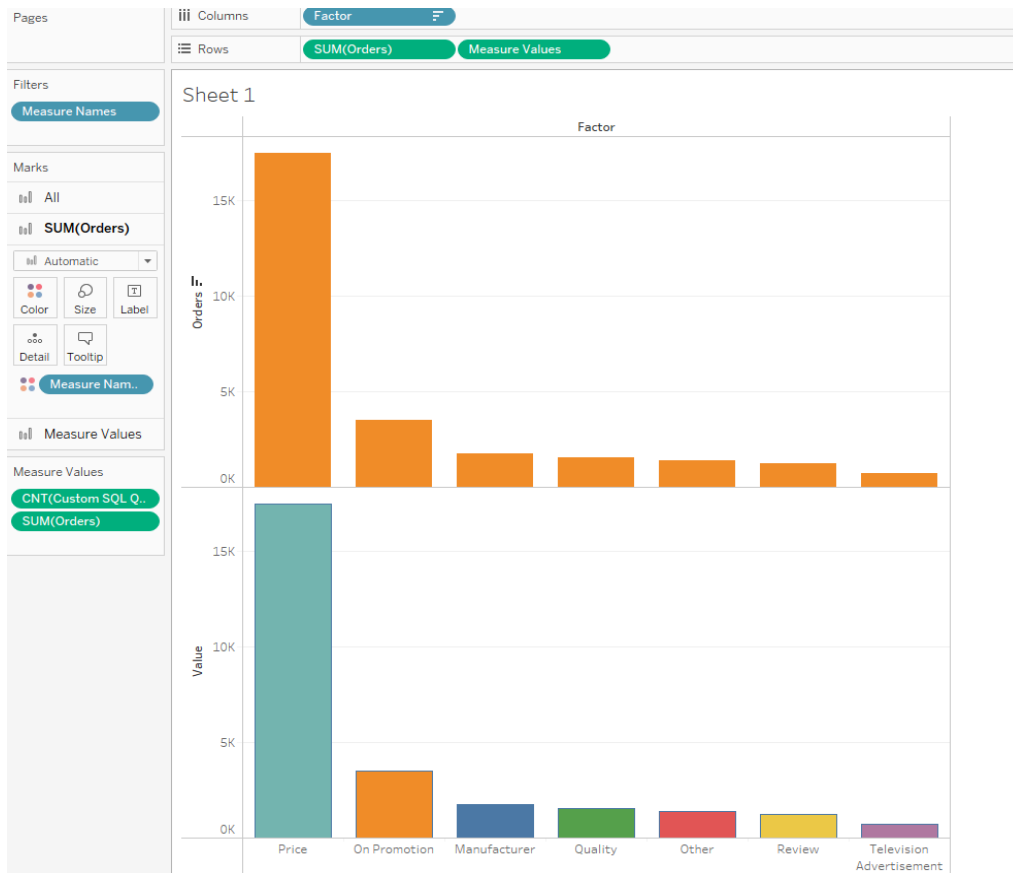 Pages
Columns
Factor
Rows
SUM(Orders)
Measure Values
Filters
Measure Names
Marks
All
SUM(Orders)
Automatic
Color
Size
Label
Detail
Tooltip
Measure Nam..
Measure Values
Measure Values
CNT(Custom SQL Q..
SUM(Orders)
Sheet 1
Factor
15K
10K
5K
0K
Orders
15K
10K
5K
0K
Value
Price
On Promotion
Manufacturer
Quality
Other
Review
Television
Advertisement